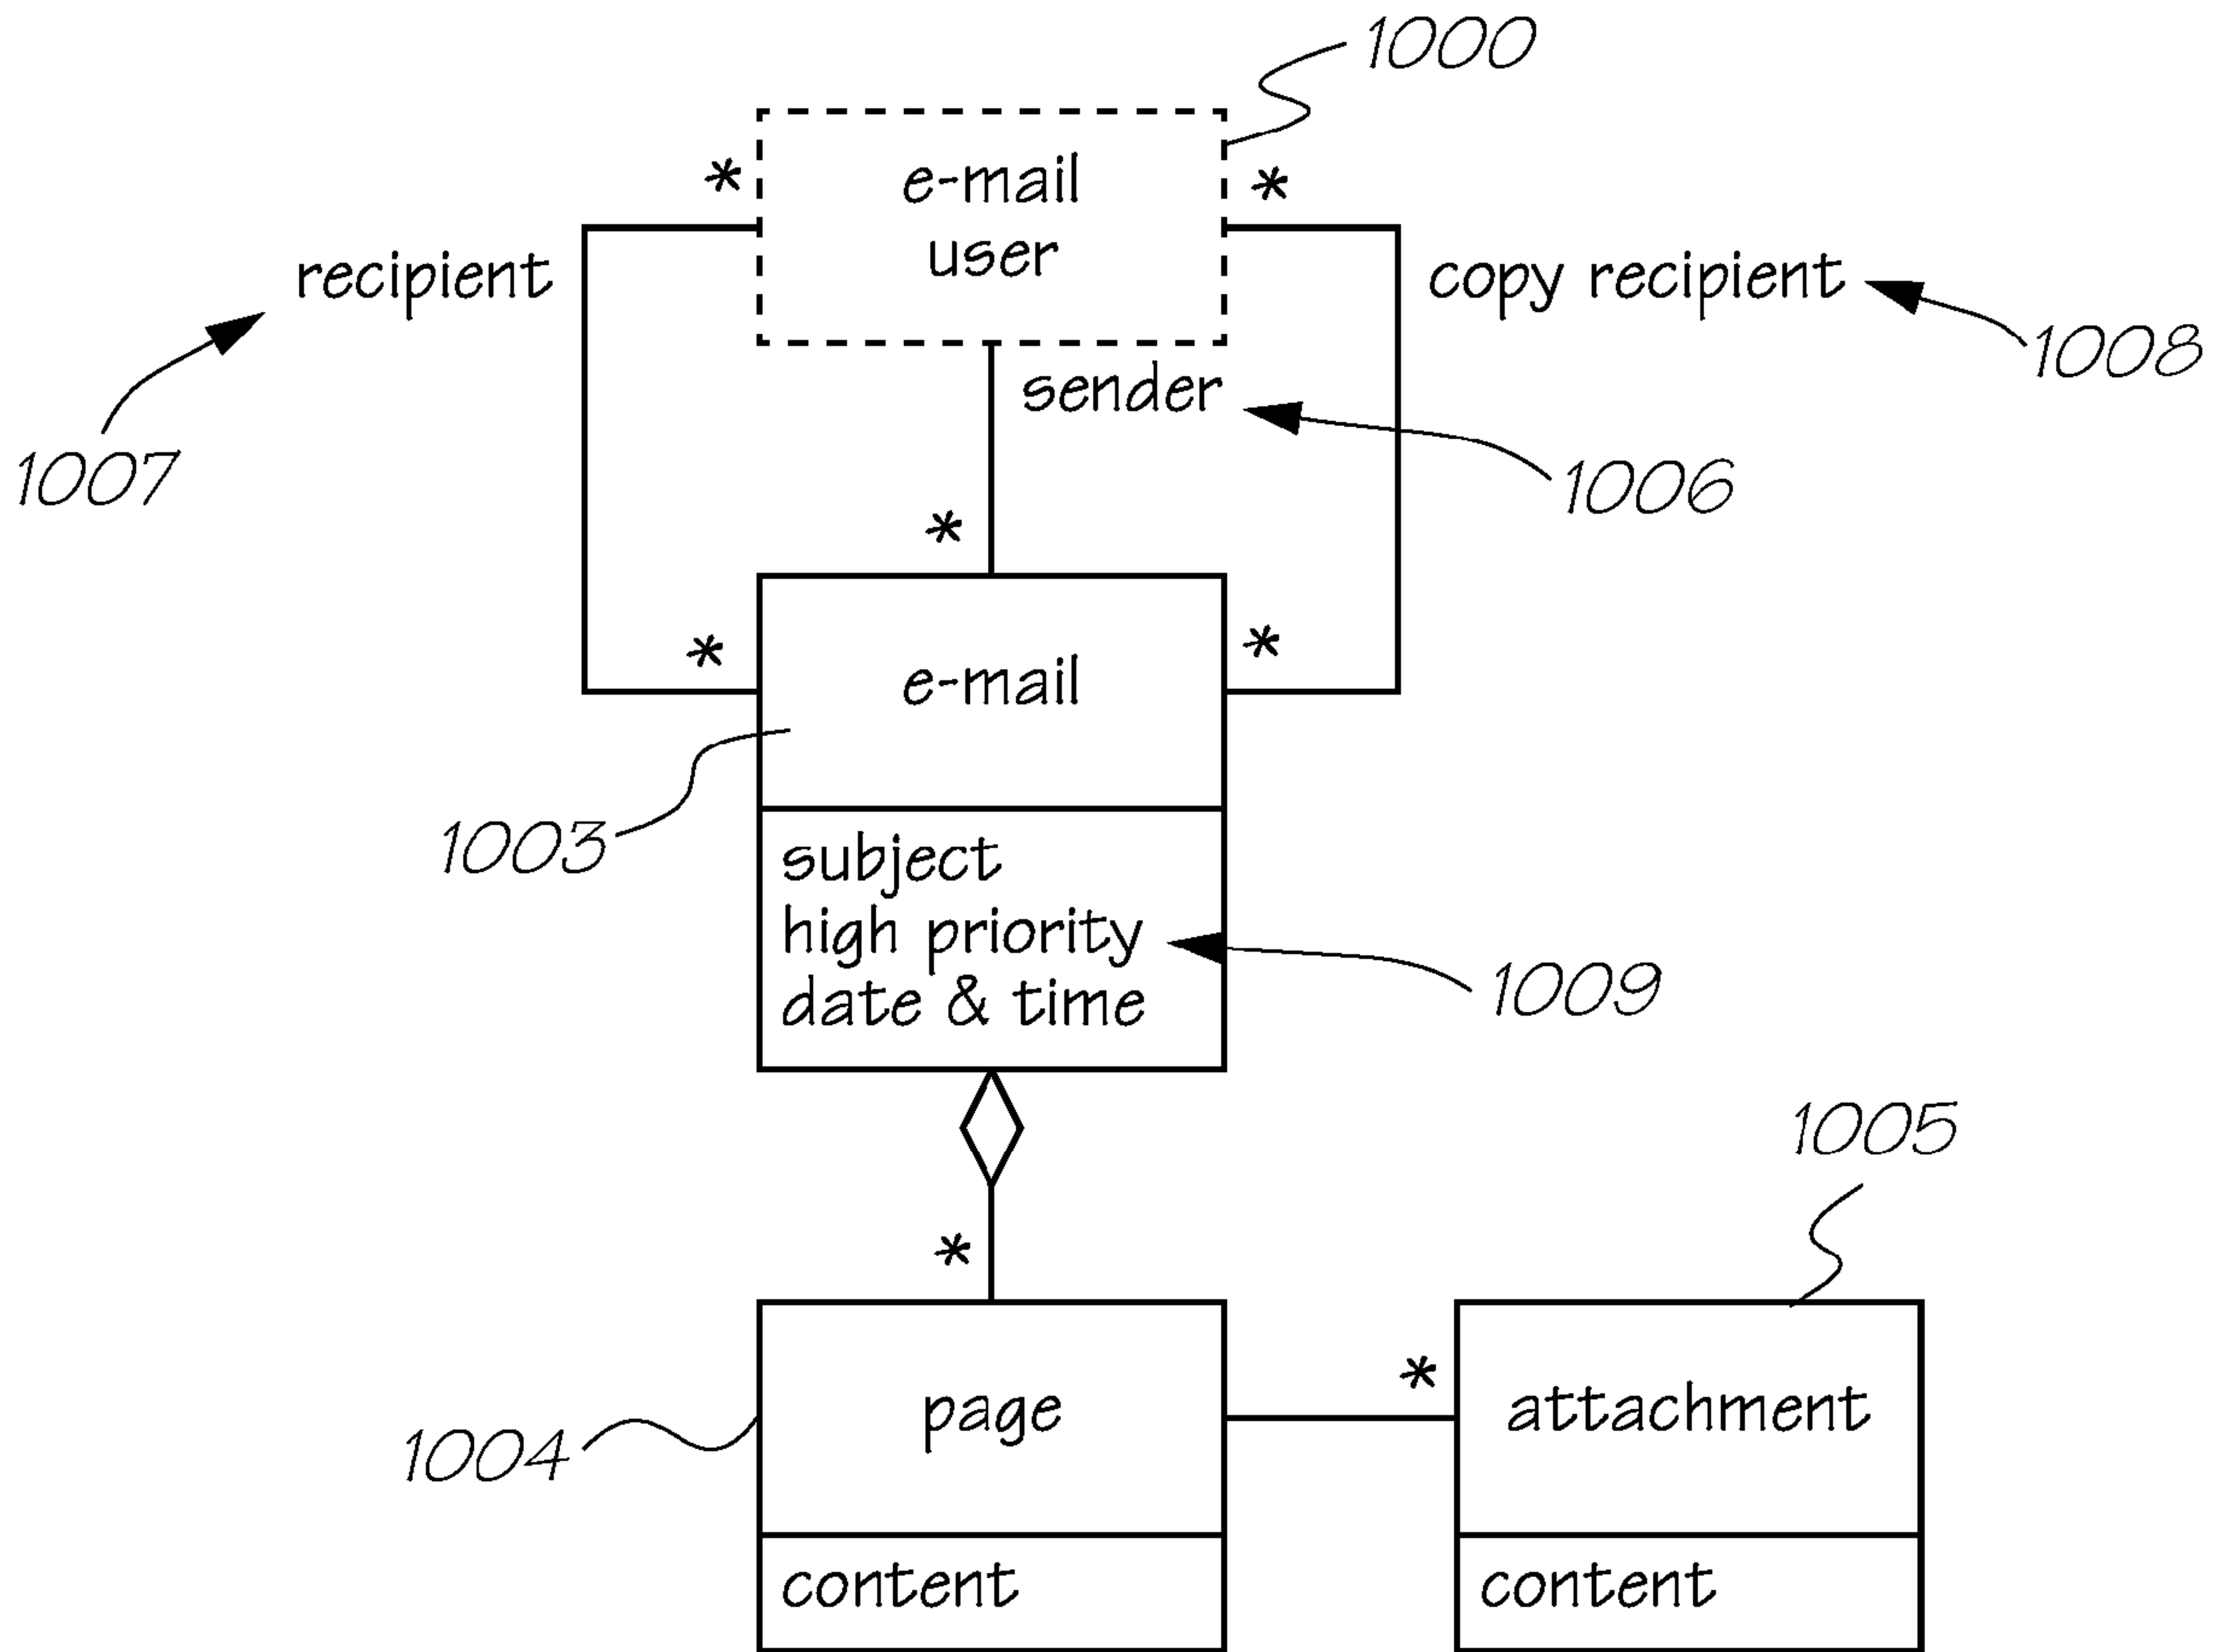 1000
*
e-mail
*
user
recipient
copy recipient
1008
sender
1007
1006
*
*
e-mail
*
1003
subject
high priority
date & time
1009
1005
*
*
page
attachment
1004
content
content